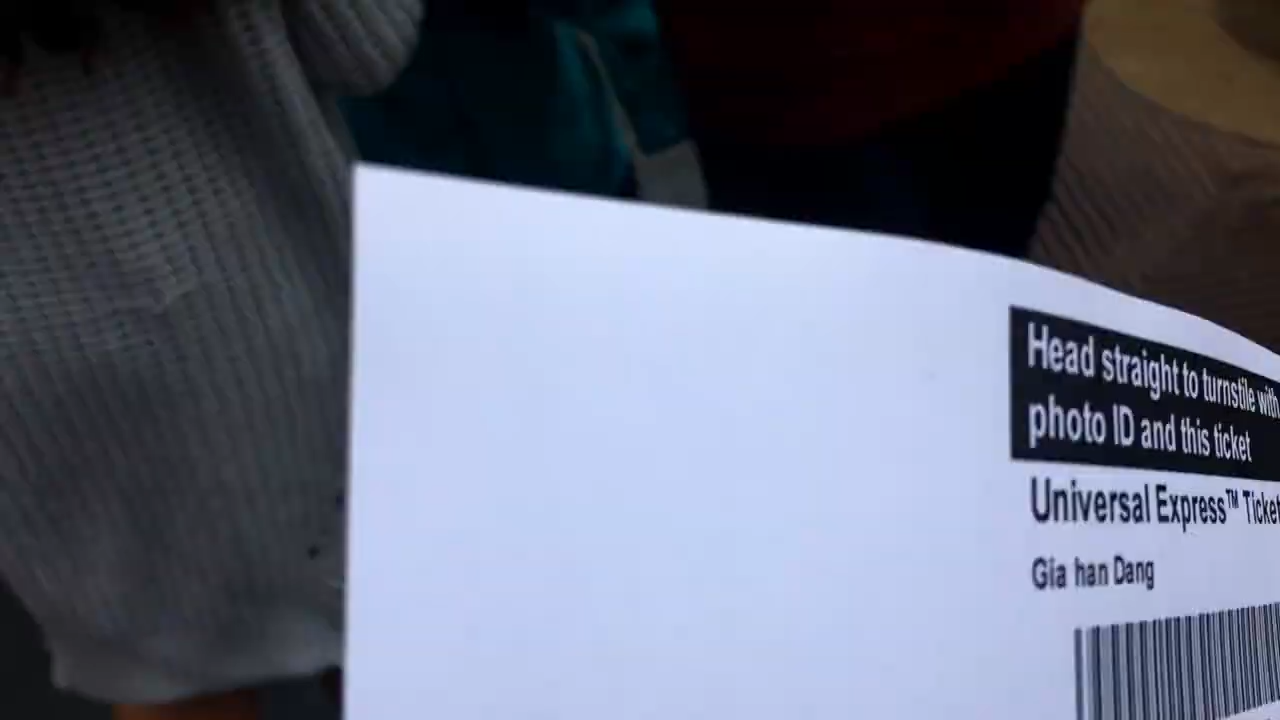 Head straight to turnstile with
photo ID and this ticket
Universal Express™ Ticket
Gia han Dang